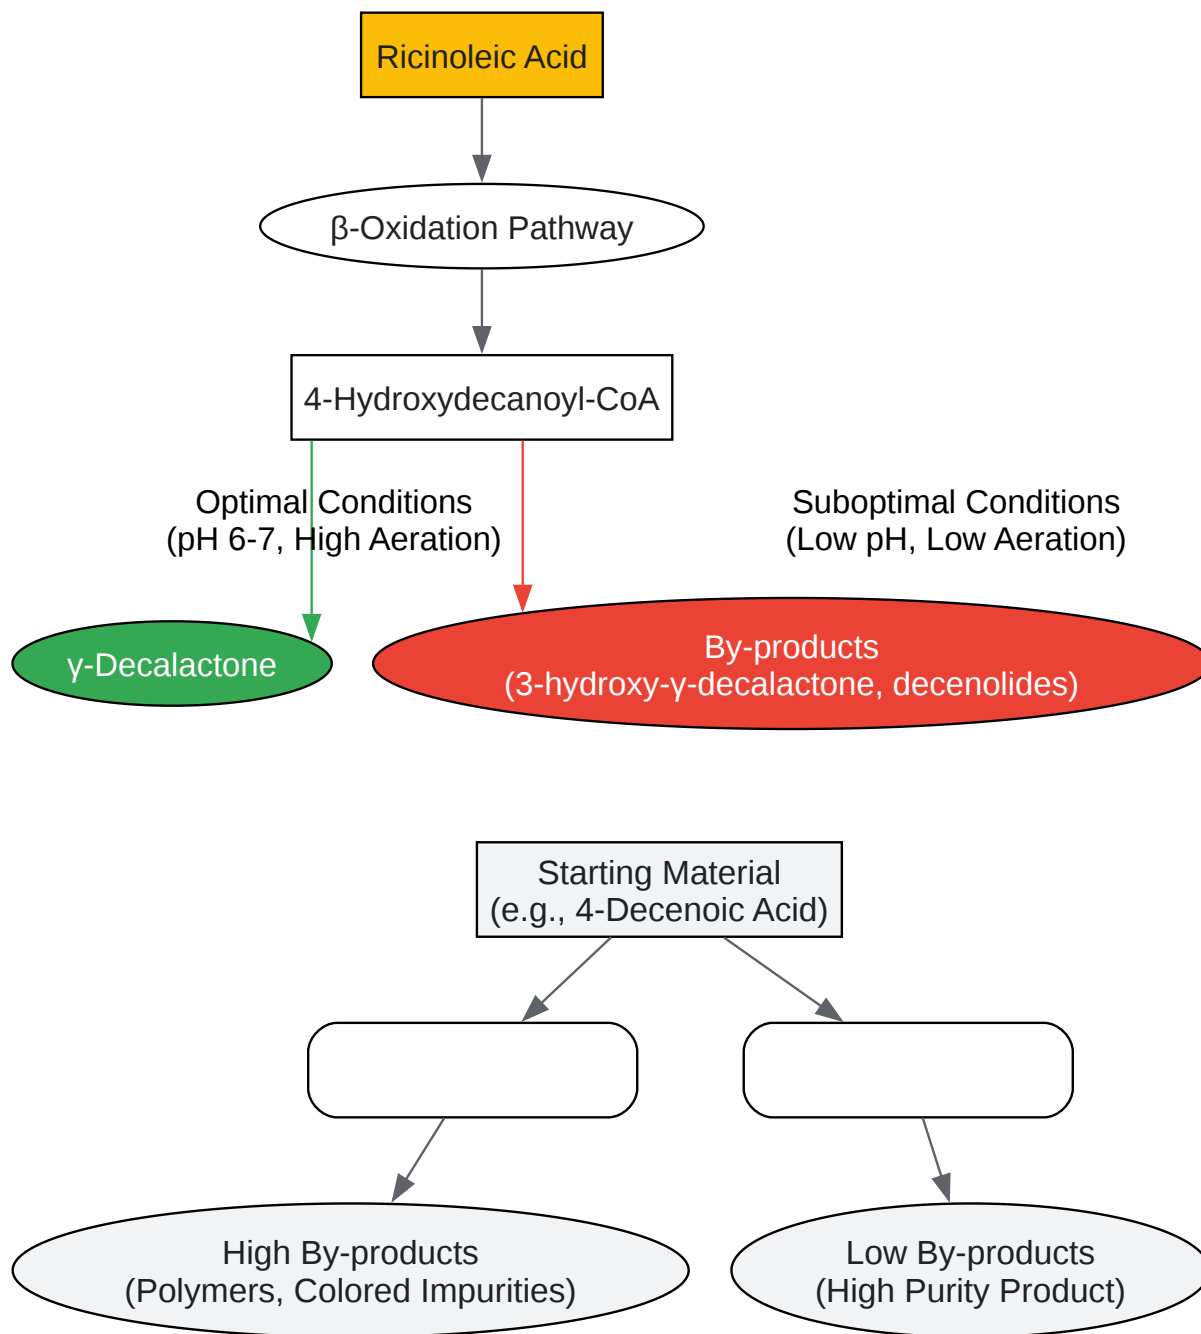 Ricinoleic Acid
β-Oxidation Pathway
4-Hydroxydecanoyl-CoA
Optimal Conditions
(pH 6-7, High Aeration)
Suboptimal Conditions
(Low pH, Low Aeration)
γ-Decalactone
By-products
(3-hydroxy-γ-decalactone, decenolides)
Starting Material
(e.g., 4-Decenoic Acid)
High By-products
(Polymers, Colored Impurities)
Low By-products
(High Purity Product)